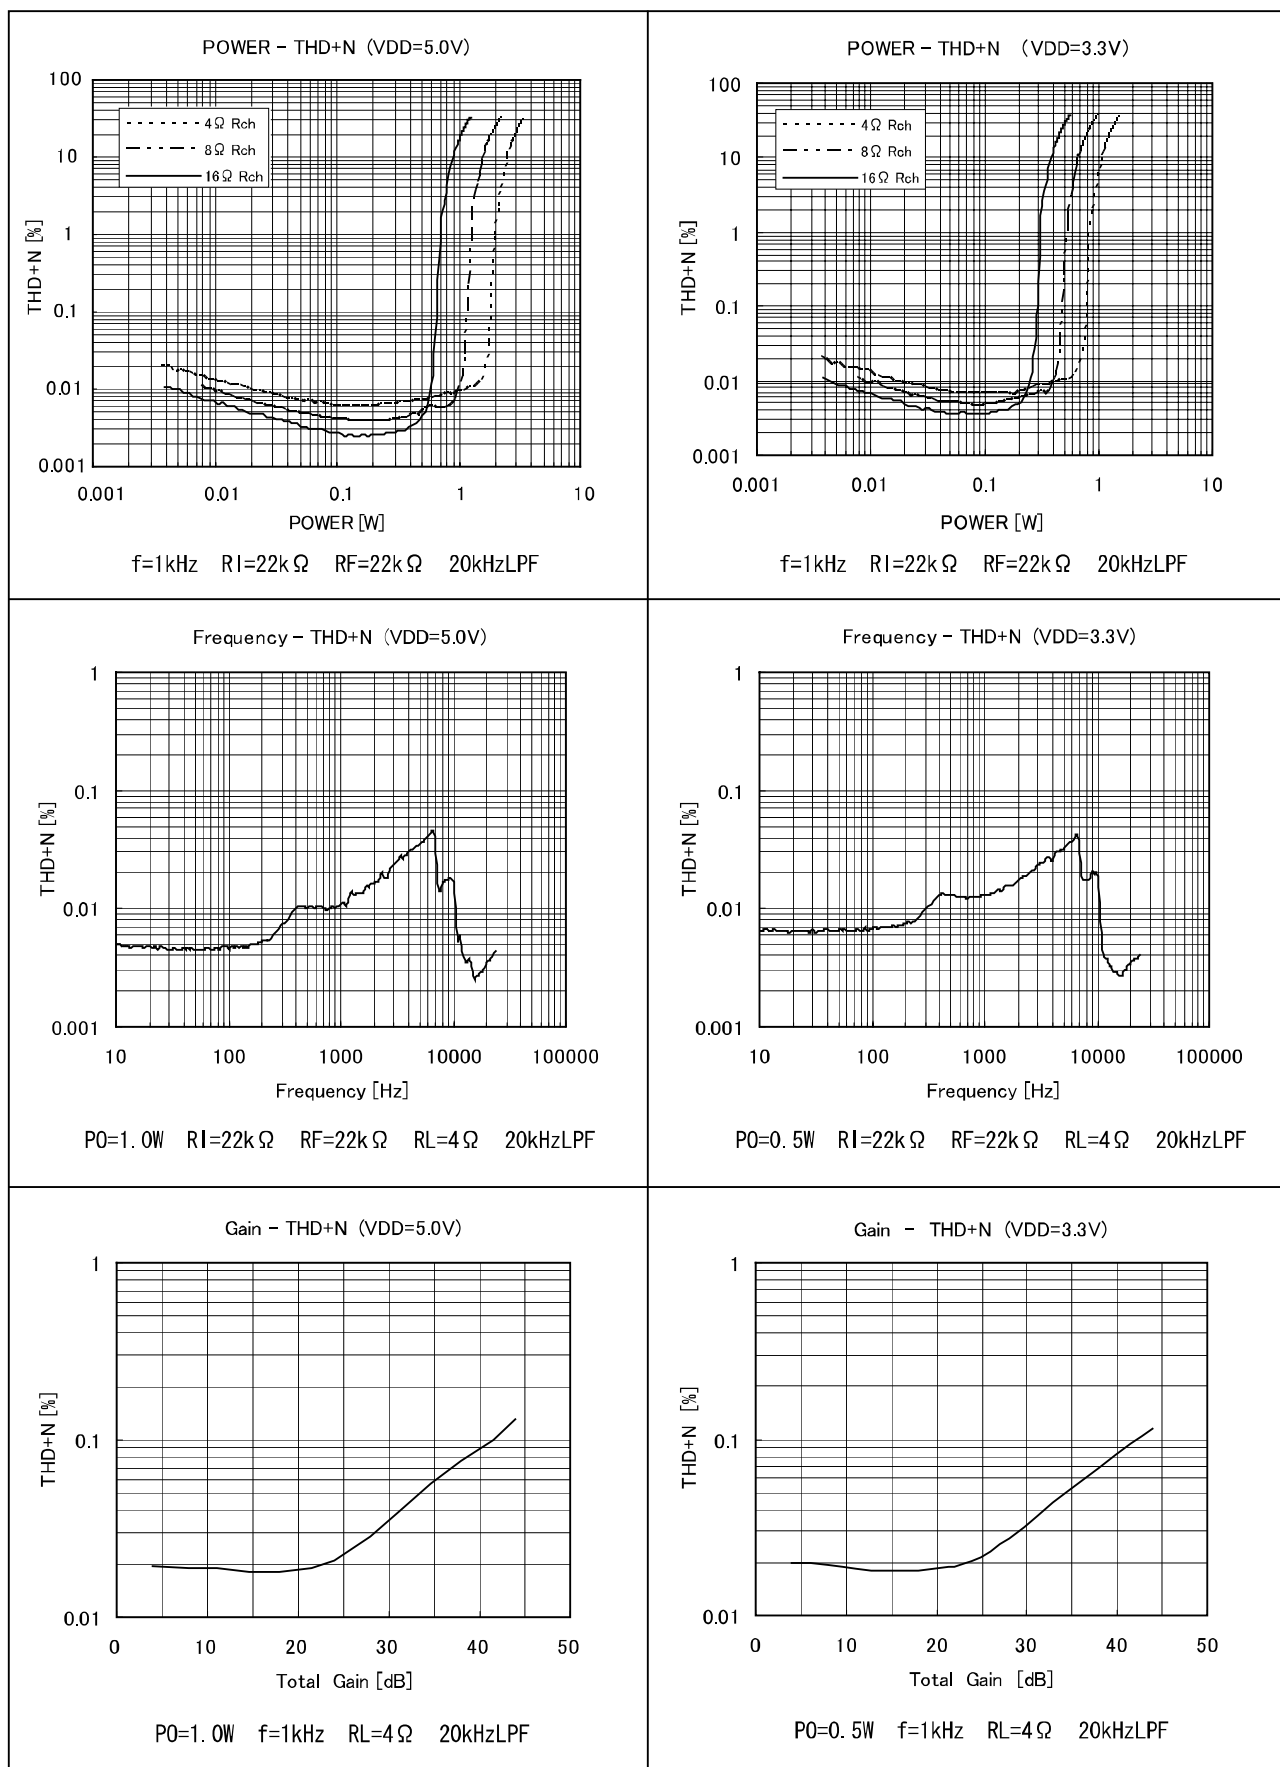 POWER - THD+N (VDD=5.0V)
THD+N [%]
100
10
1
0.1
0.01
0.001
4Ω Rch
8Ω Rch
16Ω Rch
0.001 0.01 0.1 1 10
POWER [W]
f=1kHz RI=22kΩ RF=22kΩ 20kHzLPF
POWER - THD+N (VDD=3.3V)
THD+N [%]
100
10
1
0.1
0.01
0.001
4Ω Rch
8Ω Rch
16Ω Rch
0.001 0.01 0.1 1 10
POWER [W]
f=1kHz RI=22kΩ RF=22kΩ 20kHzLPF
Frequency - THD+N (VDD=5.0V)
THD+N [%]
1
0.1
0.01
0.001
10 100 1000 10000 100000
Frequency [Hz]
PO=1.0W RI=22kΩ RF=22kΩ RL=4Ω 20kHzLPF
Frequency - THD+N (VDD=3.3V)
THD+N [%]
1
0.1
0.01
0.001
10 100 1000 10000 100000
Frequency [Hz]
PO=0.5W RI=22kΩ RF=22kΩ RL=4Ω 20kHzLPF
Gain - THD+N (VDD=5.0V)
THD+N [%]
1
0.1
0.01
0 10 20 30 40 50
Total Gain [dB]
PO=1.0W f=1kHz RL=4Ω 20kHzLPF
Gain - THD+N (VDD=3.3V)
THD+N [%]
1
0.1
0.01
0 10 20 30 40 50
Total Gain [dB]
PO=0.5W f=1kHz RL=4Ω 20kHzLPF